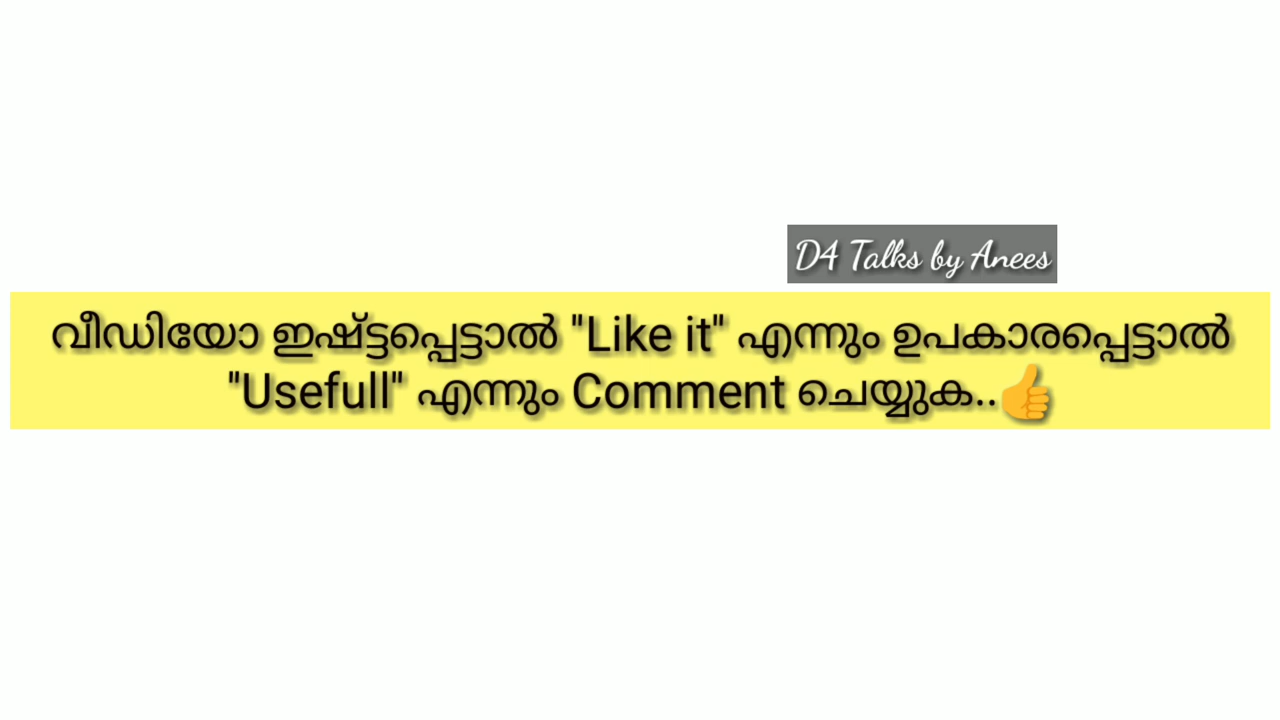 D4 Talks by Anees
വീഡിയോ ഇഷ്ട്ടപ്പെട്ടാൽ "Like it" എന്നും ഉപകാരപ്പെട്ടാൽ
"Usefull" എന്നും Comment ചെയ്യുക..👍